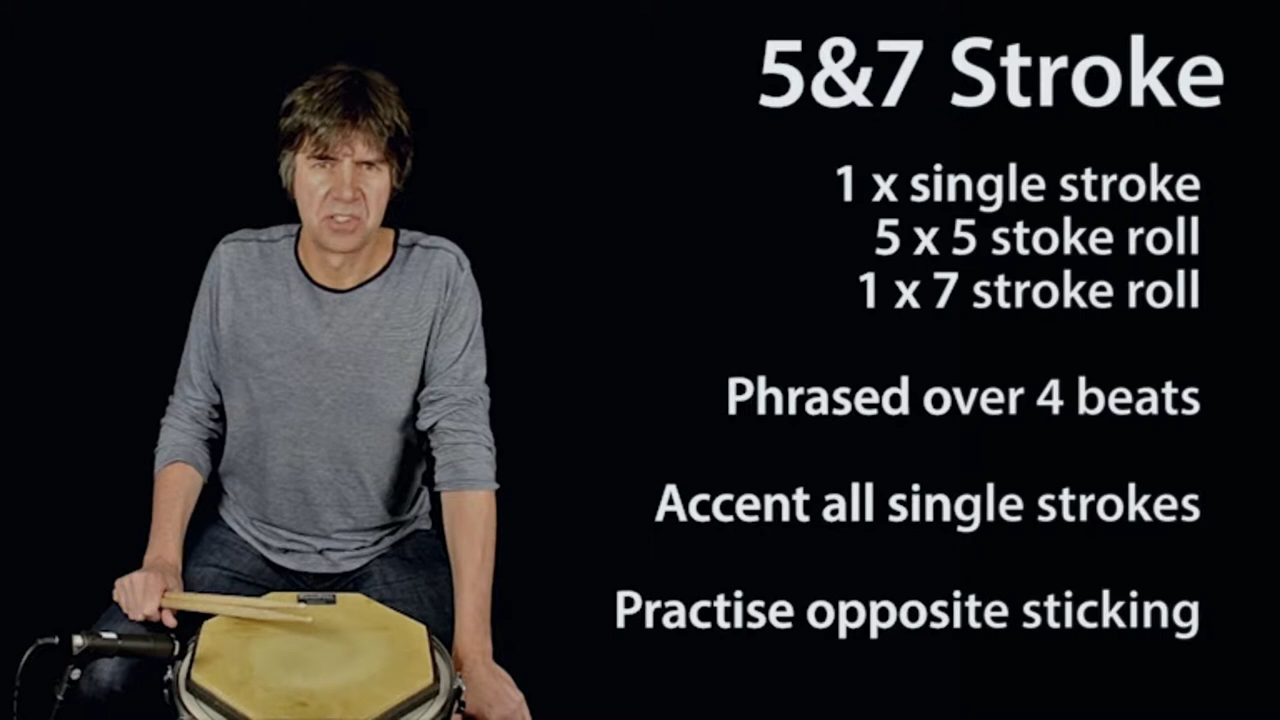 5&7 Stroke
1 x single stroke
5 x 5 stoke roll
1 x 7 stroke roll
Phrased over 4 beats
Accent all single strokes
Practise opposite sticking